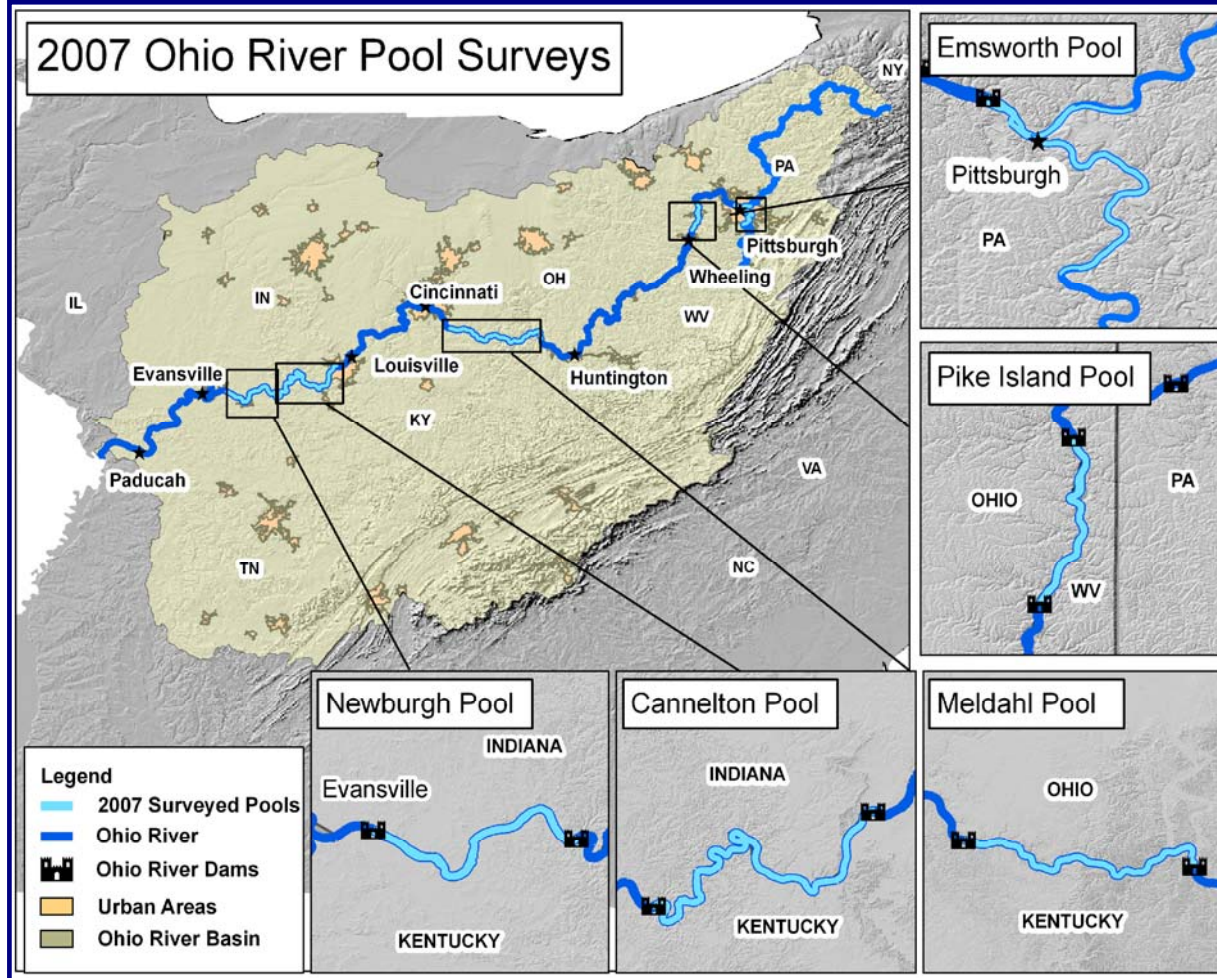 2007 Ohio River Pool Surveys
NY
PA
Pittsburgh
Wheeling
OH
WV
IN
IL
Cincinnati
Louisville
Huntington
Evansville
KY
Paducah
VA
TN
NC
Emsworth Pool
Pittsburgh
PA
Pike Island Pool
OHIO
PA
WV
Newburgh Pool
INDIANA
Evansville
KENTUCKY
Cannelton Pool
INDIANA
KENTUCKY
Meldahl Pool
OHIO
KENTUCKY
Legend
2007 Surveyed Pools
Ohio River
Ohio River Dams
Urban Areas
Ohio River Basin